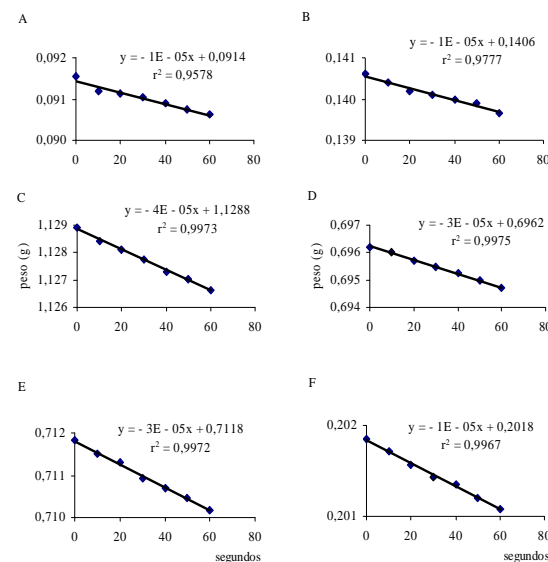 A
0,092
0,091
0,090
y = - 1E - 05x + 0,0914
r² = 0,9578
0 20 40 60 80
B
0,141
0,140
0,139
y = - 1E - 05x + 0,1406
r² = 0,9777
0 20 40 60 80
C
1,129
1,128
1,127
1,126
peso (g)
y = - 4E - 05x + 1,1288
r² = 0,9973
0 20 40 60 80
D
0,697
0,696
0,695
0,694
peso (g)
y = - 3E - 05x + 0,6962
r² = 0,9975
0 20 40 60 80
E
0,712
0,711
0,710
y = - 3E - 05x + 0,7118
r² = 0,9972
0 20 40 60 80
segundos
F
0,202
0,201
y = - 1E - 05x + 0,2018
r² = 0,9967
0 20 40 60 80
segundos